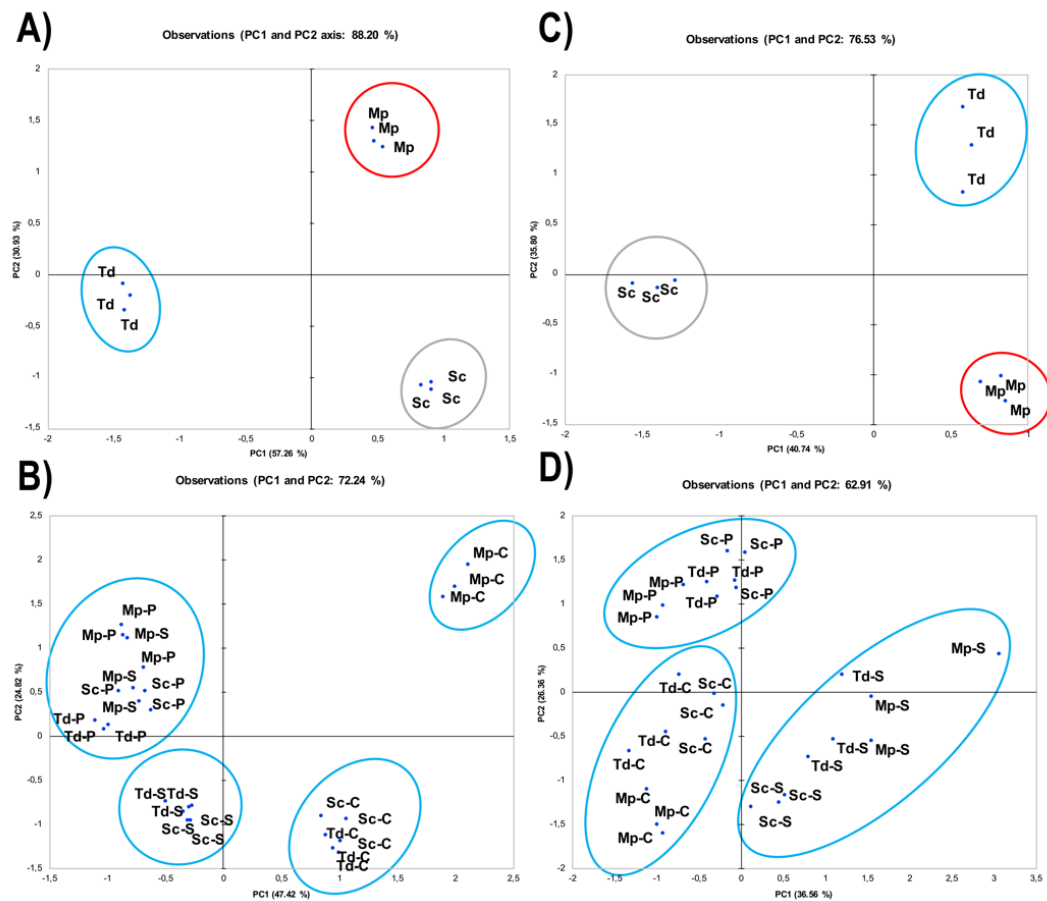 A)
Observations (PC1 and PC2 axis: 88.20 %)
2
1,5
1
0,5
0
-0,5
-1
-1,5
-2
-1,5
-1
-0,5
0
0,5
1
1,5
PC2 (30.93 %)
PC1 (57.26 %)
Mp
Mp
Mp
Td
Td
Td
Sc
Sc
Sc
C)
Observations (PC1 and PC2: 76.53 %)
2
1,5
1
0,5
0
-0,5
-1
-1,5
-2
-1,5
-1
-0,5
0
0,5
1
PC2 (35.80 %)
PC1 (40.74 %)
Td
Td
Td
Sc
Sc
Sc
Mp
Mp
Mp
B)
Observations (PC1 and PC2: 72.24 %)
2,5
2
1,5
1
0,5
0
-0,5
-1
-1,5
-1,5
-1
-0,5
0
0,5
1
1,5
2
2,5
PC2 (24.82 %)
PC1 (47.42 %)
Mp-C
Mp-C
Mp-C
Mp-P
Mp-P
Mp-S
Mp-P
Mp-S
Sc-P
Sc-P
Mp-S
Sc-P
Td-P
Td-P
Td-P
Td-S
Td-S
Td-S
Sc-S
Sc-S
Sc-S
Sc-C
Sc-C
Td-C
Sc-C
Td-C
Td-C
D)
Observations (PC1 and PC2: 62.91 %)
2
1,5
1
0,5
0
-0,5
-1
-1,5
-2
-2
-1,5
-1
-0,5
0
0,5
1
1,5
2
2,5
3
3,5
PC2 (26.36 %)
PC1 (36.56 %)
Sc-P
Sc-P
Mp-P
Td-P
Td-P
Mp-P
Td-P
Sc-P
Mp-P
Mp-S
Td-S
Mp-S
Td-S
Mp-S
Td-S
Sc-S
Sc-S
Sc-S
Td-C
Sc-C
Sc-C
Td-C
Sc-C
Td-C
Mp-C
Mp-C
Mp-C